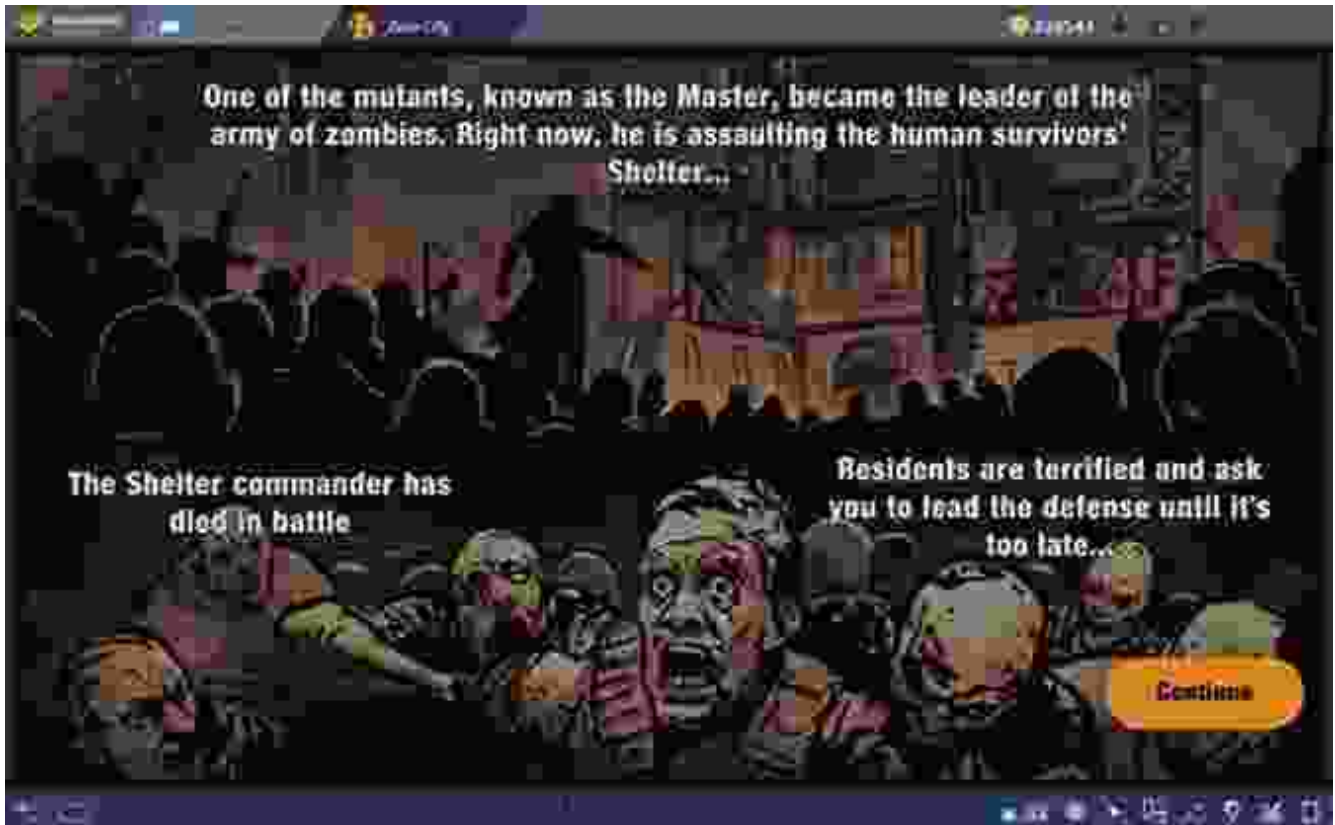 One of the mutants, known as the Master, became the leader of the
army of zombies. Right now, he is assaulting the human survivors'
Shelter...
The Shelter commander has
died in battle
Residents are terrified and ask
you to lead the defense until it's
too late...
Continue